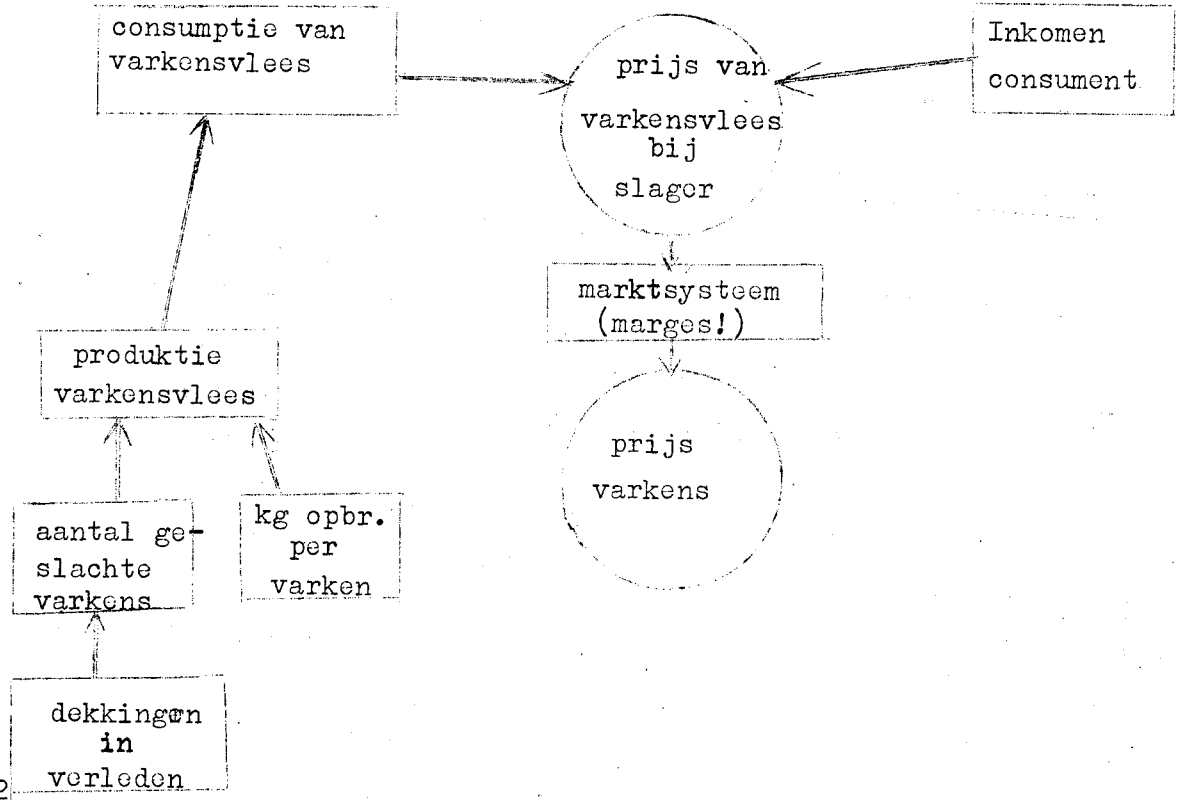 consumptie van
varkensvlees
prijs van
varkensvlees
bij
slager
Inkomen
consument
marktsysteem
(marges!)
produktie
varkensvlees
prijs
varkens
aantal ge-
slachte
varkens
kg opbr.
per
varken
dekkingen
in
verleden
2